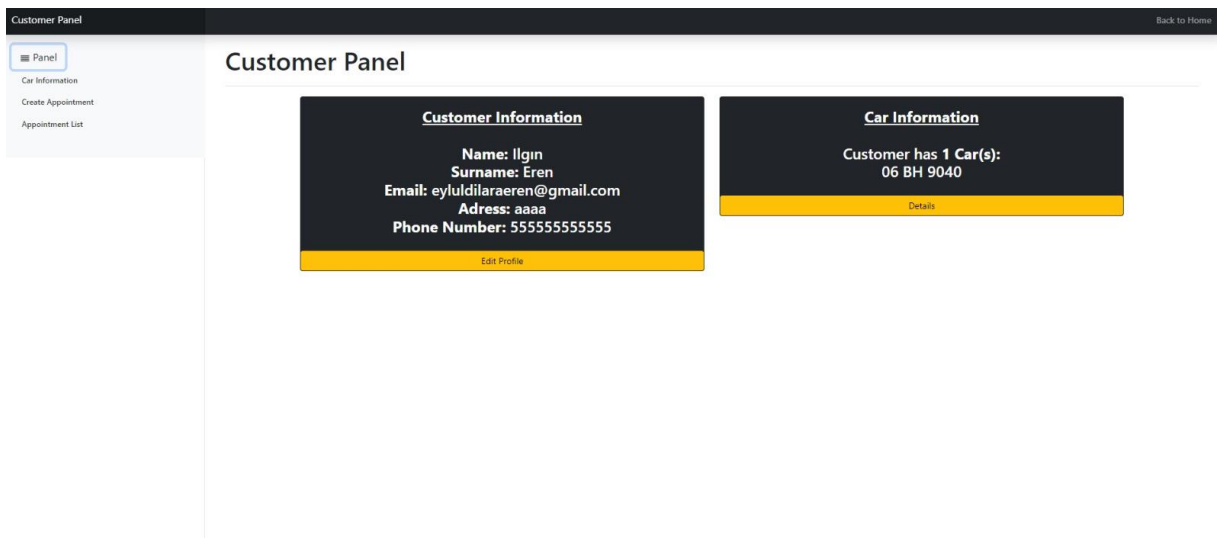 Customer Panel
Back to Home
Panel
Car Information
Create Appointment
Appointment List
Customer Panel
Customer Information
Name: Ilgın
Surname: Eren
Email: eyluldilaraeren@gmail.com
Adress: aaaa
Phone Number: 555555555555
Edit Profile
Car Information
Customer has 1 Car(s):
06 BH 9040
Details